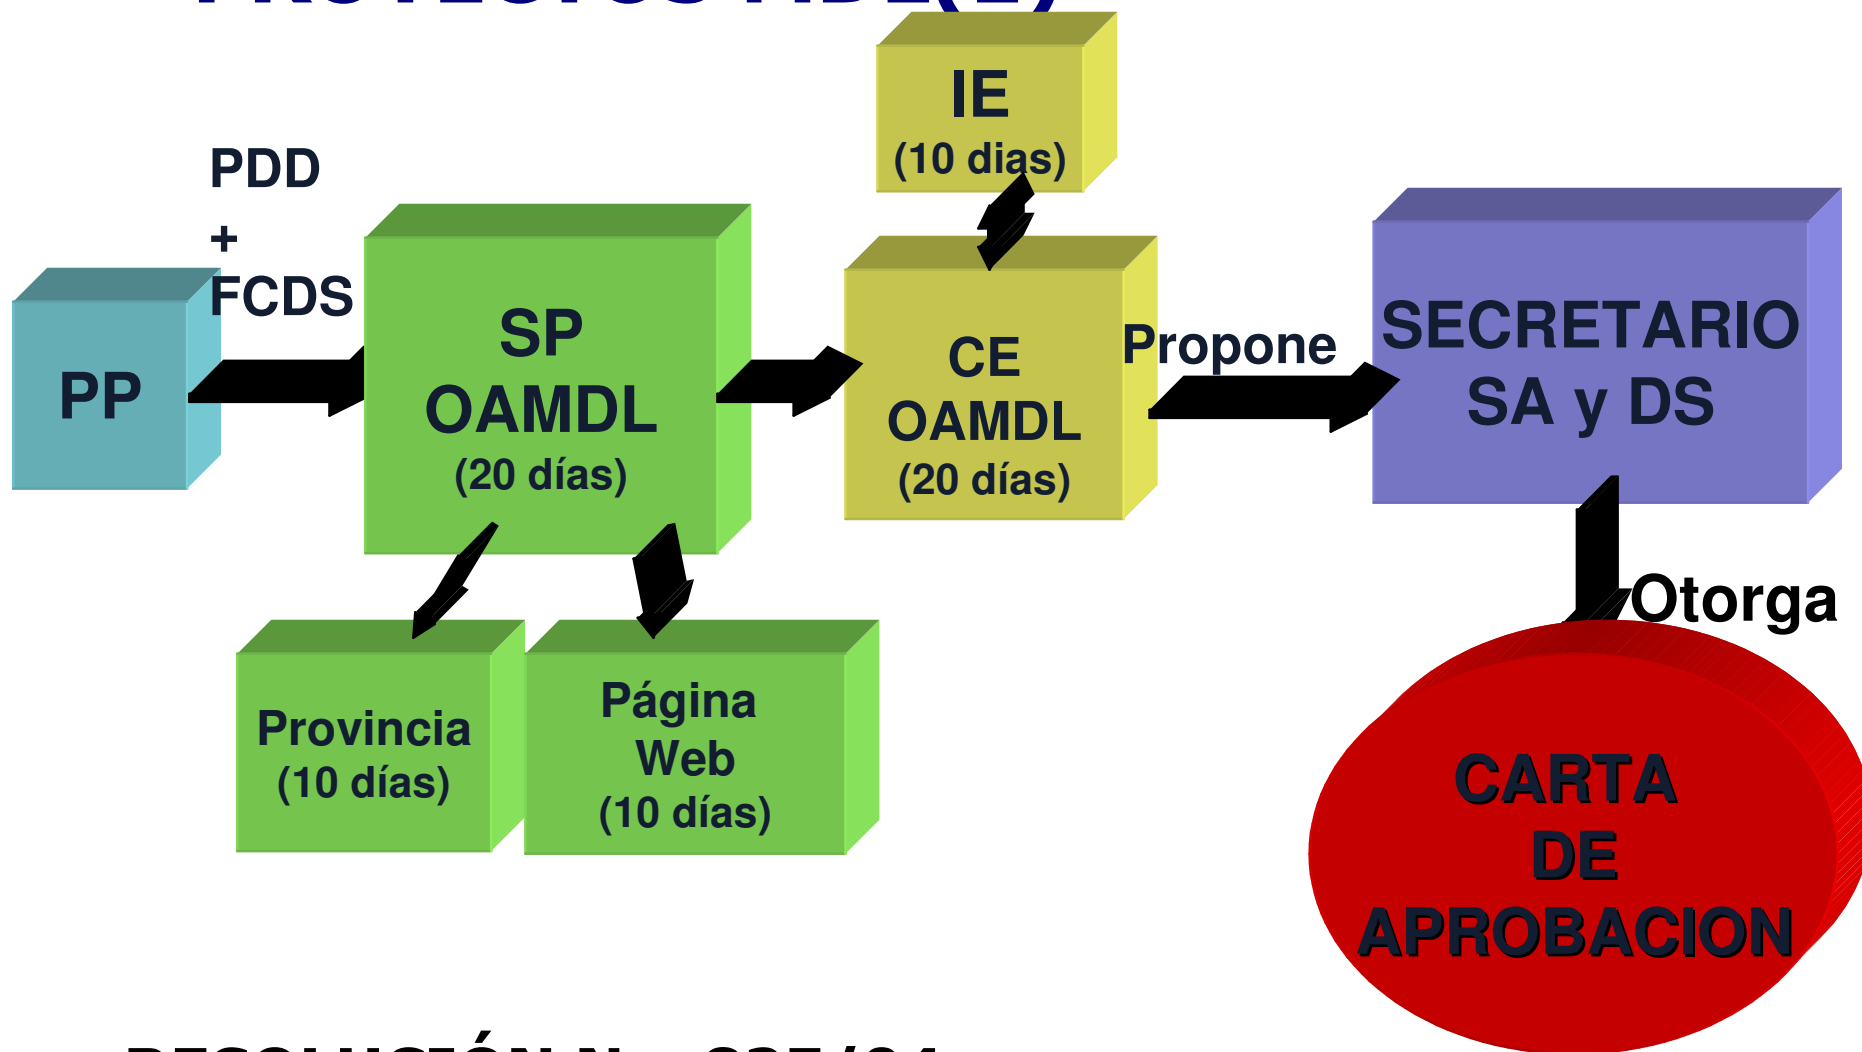 PDD
+
FCDS
PP
SP
OAMDL
(20 días)
IE
(10 dias)
CE
OAMDL
(20 días)
Propone
SECRETARIO
SA y DS
Otorga
Provincia
(10 días)
Página
Web
(10 días)
CARTA
DE
APROBACION